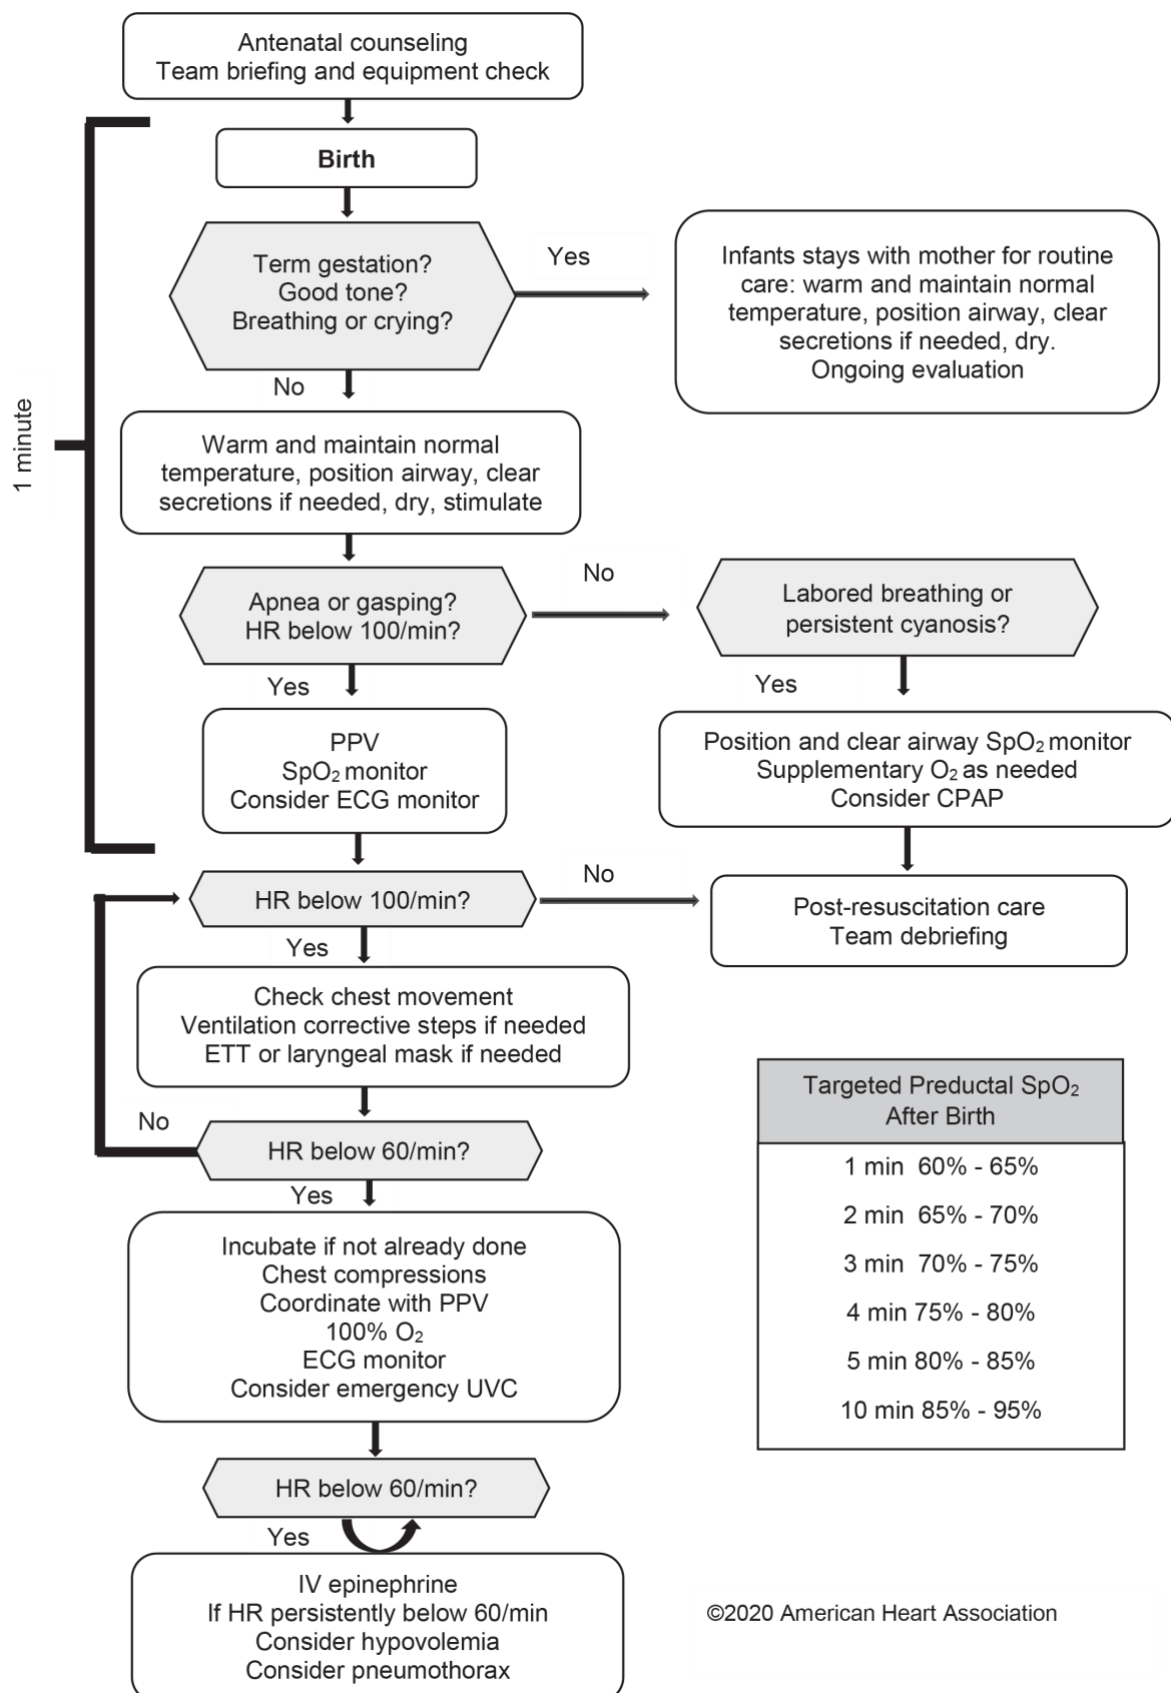 Antenatal counseling
Team briefing and equipment check
Birth
1 minute
Term gestation?
Good tone?
Breathing or crying?
Yes
Infants stays with mother for routine
care: warm and maintain normal
temperature, position airway, clear
secretions if needed, dry.
Ongoing evaluation
No
Warm and maintain normal
temperature, position airway, clear
secretions if needed, dry, stimulate
Apnea or gasping?
HR below 100/min?
No
Labored breathing or
persistent cyanosis?
Yes
Yes
PPV
SpO₂ monitor
Consider ECG monitor
Position and clear airway SpO₂ monitor
Supplementary O₂ as needed
Consider CPAP
HR below 100/min?
No
Post-resuscitation care
Team debriefing
Yes
Check chest movement
Ventilation corrective steps if needed
ETT or laryngeal mask if needed
No
HR below 60/min?
Yes
Incubate if not already done
Chest compressions
Coordinate with PPV
100% O₂
ECG monitor
Consider emergency UVC
HR below 60/min?
Yes
IV epinephrine
If HR persistently below 60/min
Consider hypovolemia
Consider pneumothorax
Targeted Preductal SpO₂
After Birth
1 min 60% - 65%
2 min 65% - 70%
3 min 70% - 75%
4 min 75% - 80%
5 min 80% - 85%
10 min 85% - 95%
©2020 American Heart Association